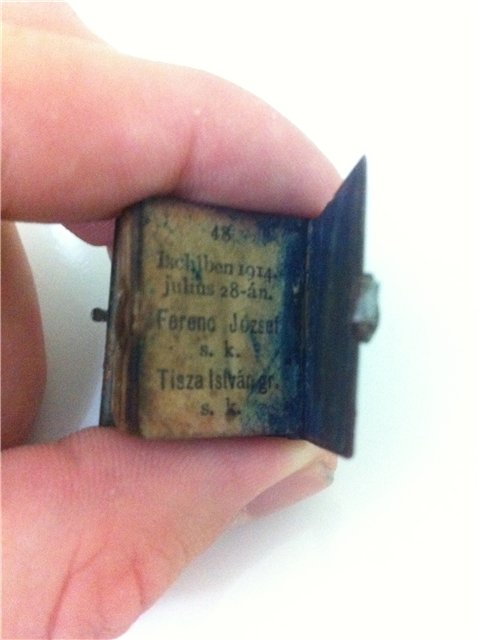 48
Ischlben 1914.
julius 28-án.
Ferenc József
s. k.
Tisza István gr.
s. k.